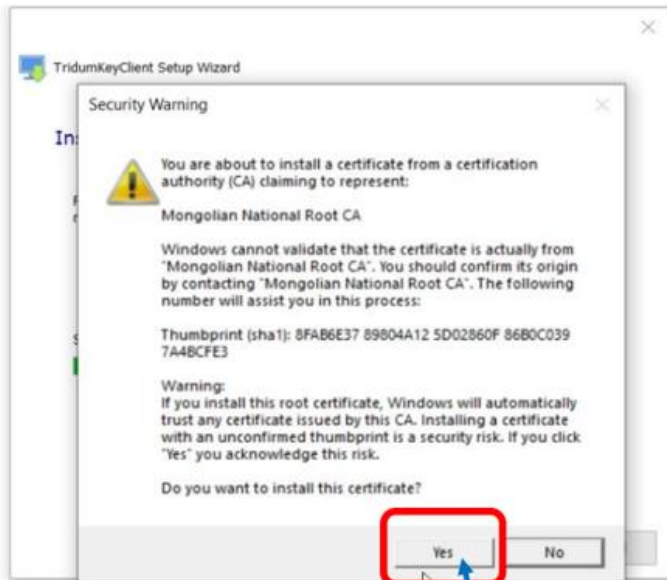 TridumKeyClient Setup Wizard
Security Warning
You are about to install a certificate from a certification
authority (CA) claiming to represent:
Mongolian National Root CA
Windows cannot validate that the certificate is actually from
"Mongolian National Root CA". You should confirm its origin
by contacting "Mongolian National Root CA". The following
number will assist you in this process:
Thumbprint (sha1): 8FAB6E37 89804A12 5D02860F 86B0C039
7A4BCFE3
Warning:
If you install this root certificate, Windows will automatically
trust any certificate issued by this CA. Installing a certificate
with an unconfirmed thumbprint is a security risk. If you click
"Yes" you acknowledge this risk.
Do you want to install this certificate?
Yes
No